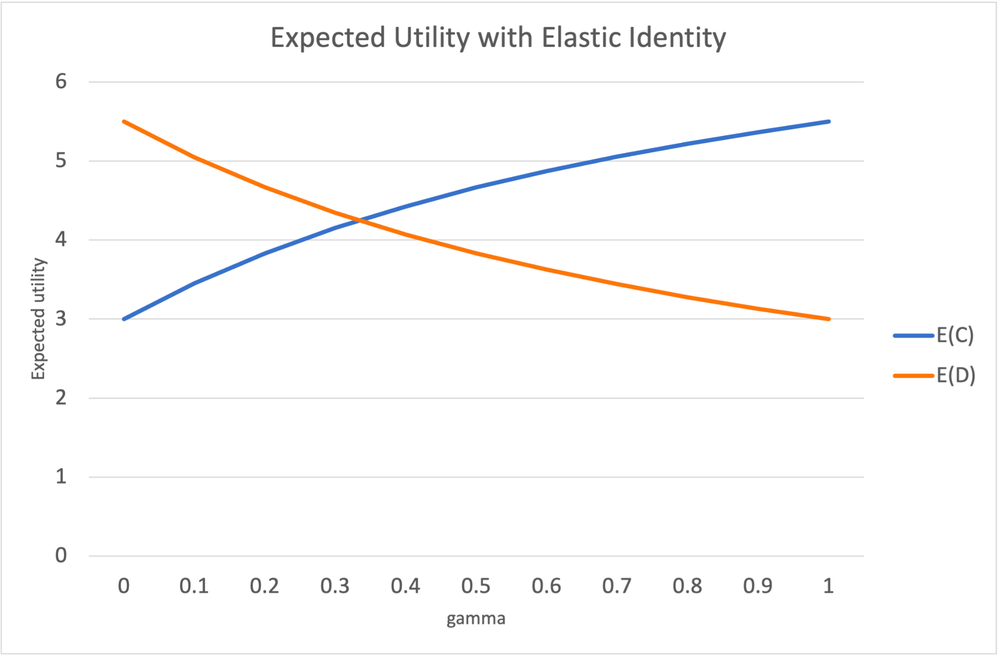 Expected Utility with Elastic Identity
6
5
4
3
2
1
0
Expected utility
0 0.1 0.2 0.3 0.4 0.5 0.6 0.7 0.8 0.9 1
gamma
E(C)
E(D)